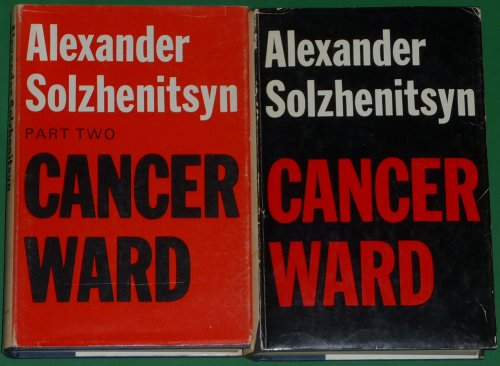 Alexander
Solzhenitsyn
PART TWO
CANCER
WARD
Alexander
Solzhenitsyn
CANCER
WARD